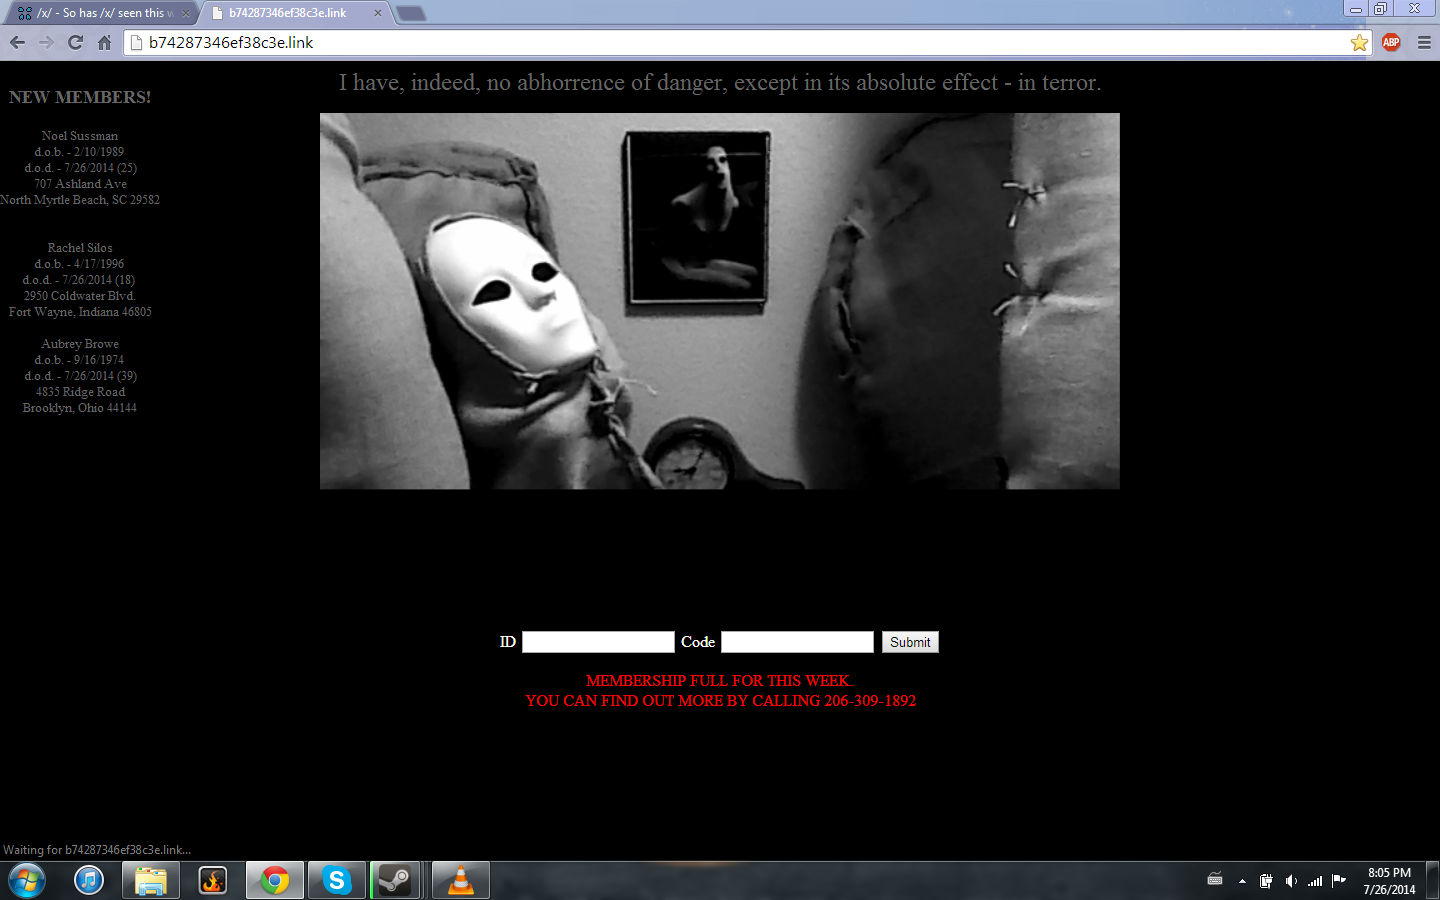 /x/ - So has /x/ seen this w
b74287346ef38c3e.link
b74287346ef38c3e.link
ABP
I have, indeed, no abhorrence of danger, except in its absolute effect - in terror.
NEW MEMBERS!
Noel Sussman
d.o.b. - 2/10/1989
d.o.d. - 7/26/2014 (25)
707 Ashland Ave
North Myrtle Beach, SC 29582
Rachel Silos
d.o.b. - 4/17/1996
d.o.d. - 7/26/2014 (18)
2950 Coldwater Blvd.
Fort Wayne, Indiana 46805
Aubrey Browe
d.o.b. - 9/16/1974
d.o.d. - 7/26/2014 (39)
4835 Ridge Road
Brooklyn, Ohio 44144
ID Code Submit
MEMBERSHIP FULL FOR THIS WEEK.
YOU CAN FIND OUT MORE BY CALLING 206-309-1892
Waiting for b74287346ef38c3e.link...
8:05 PM
7/26/2014